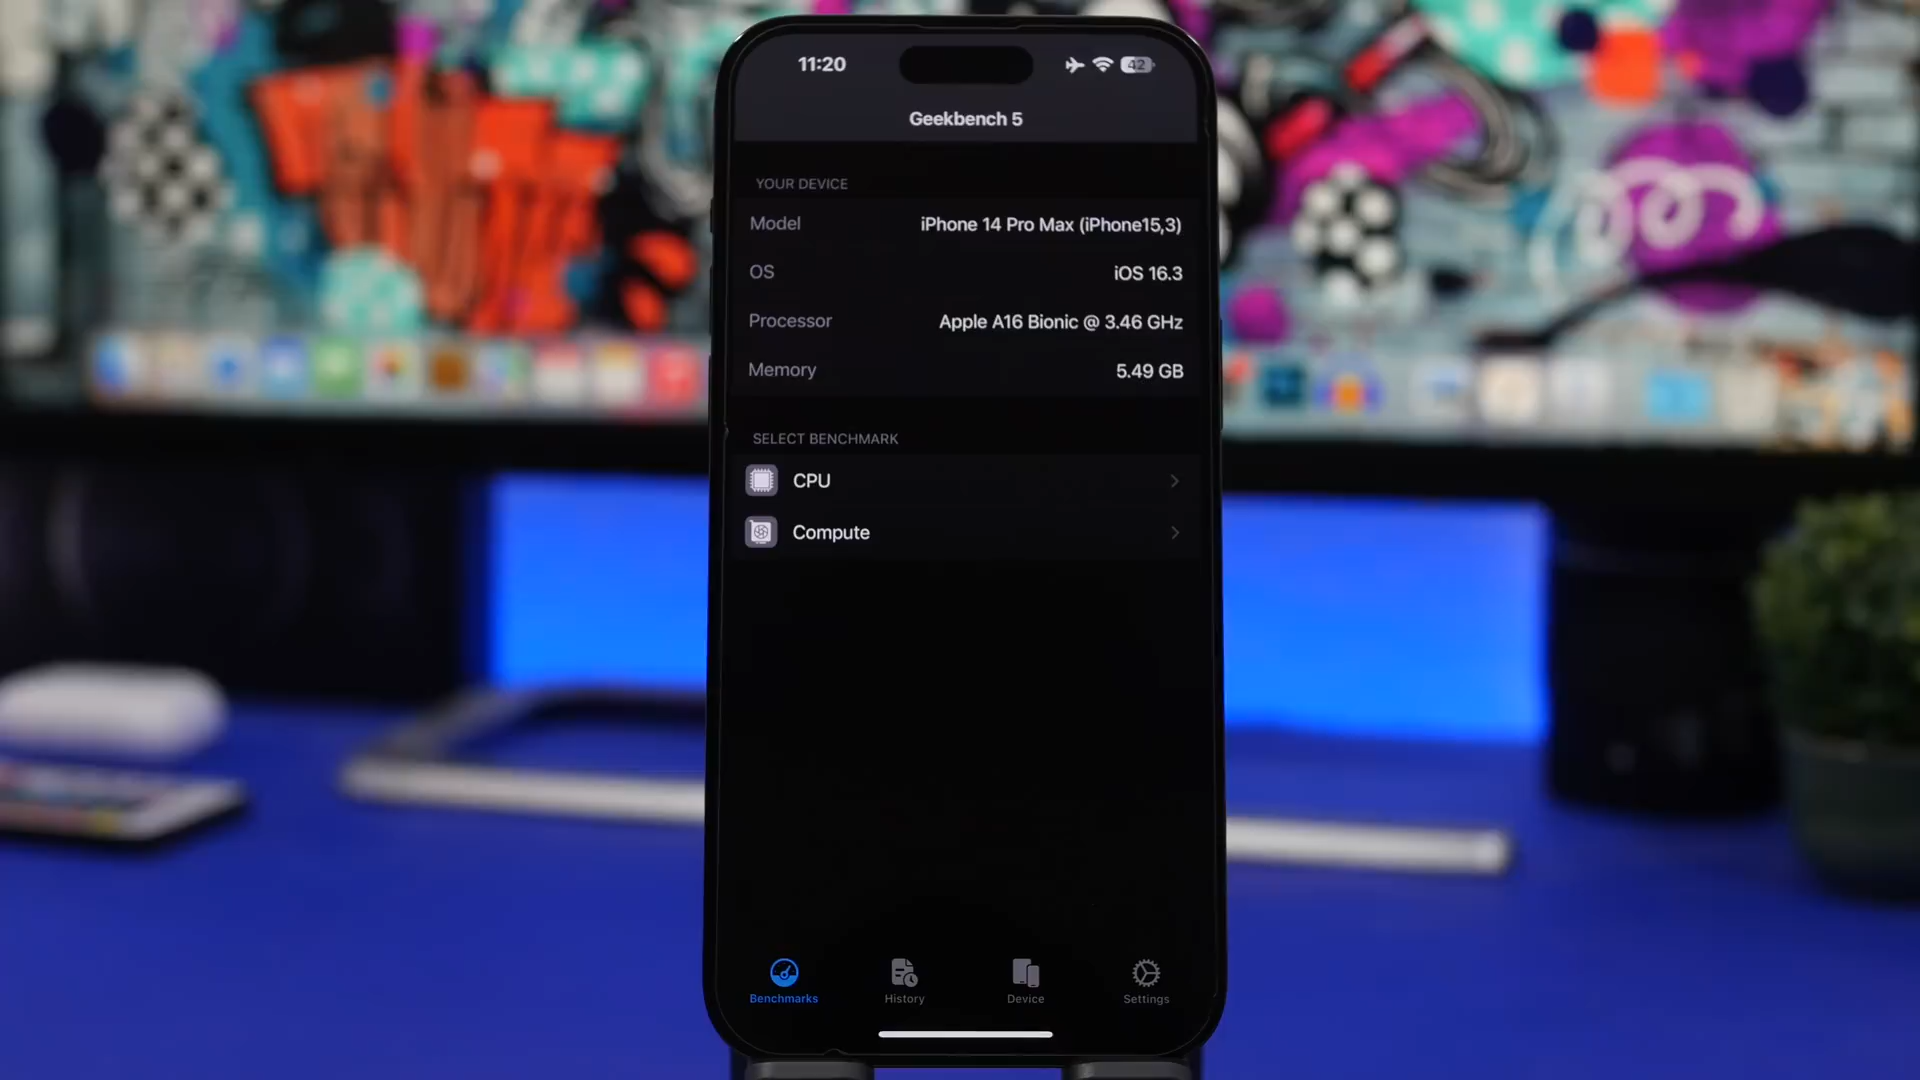 11:20
42
Geekbench 5
YOUR DEVICE
Model iPhone 14 Pro Max (iPhone15,3)
OS iOS 16.3
Processor Apple A16 Bionic @ 3.46 GHz
Memory 5.49 GB
SELECT BENCHMARK
CPU
Compute
Benchmarks History Device Settings